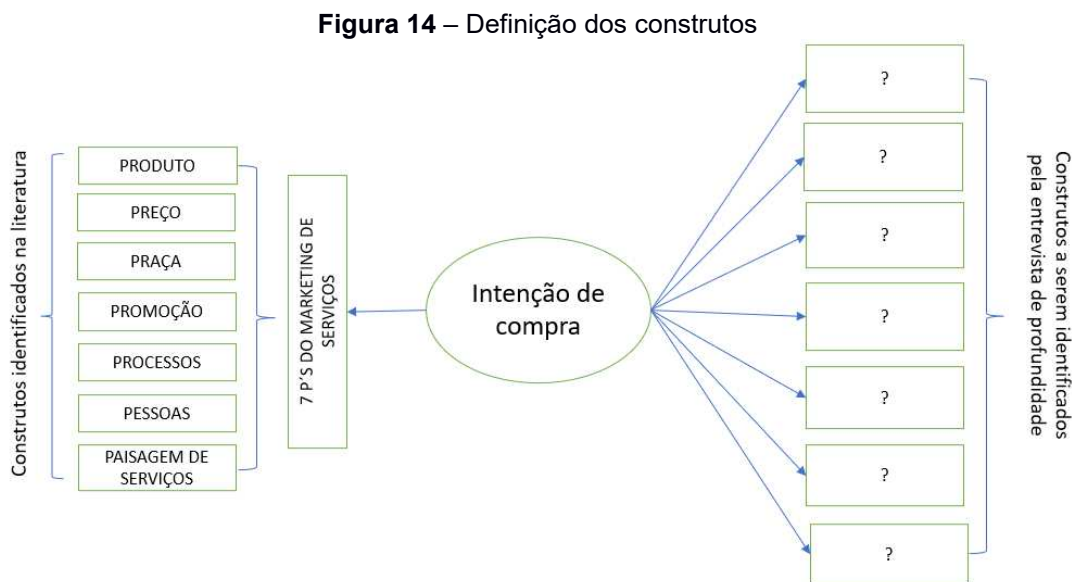 Figura 14 – Definição dos construtos
Construtos identificados na literatura
PRODUTO
PREÇO
PRAÇA
PROMOÇÃO
PROCESSOS
PESSOAS
PAISAGEM DE
SERVIÇOS
7 P'S DO MARKETING DE
SERVIÇOS
Intenção de
compra
?
?
?
?
?
?
?
Construtos a serem identificados
pela entrevista de profundidade